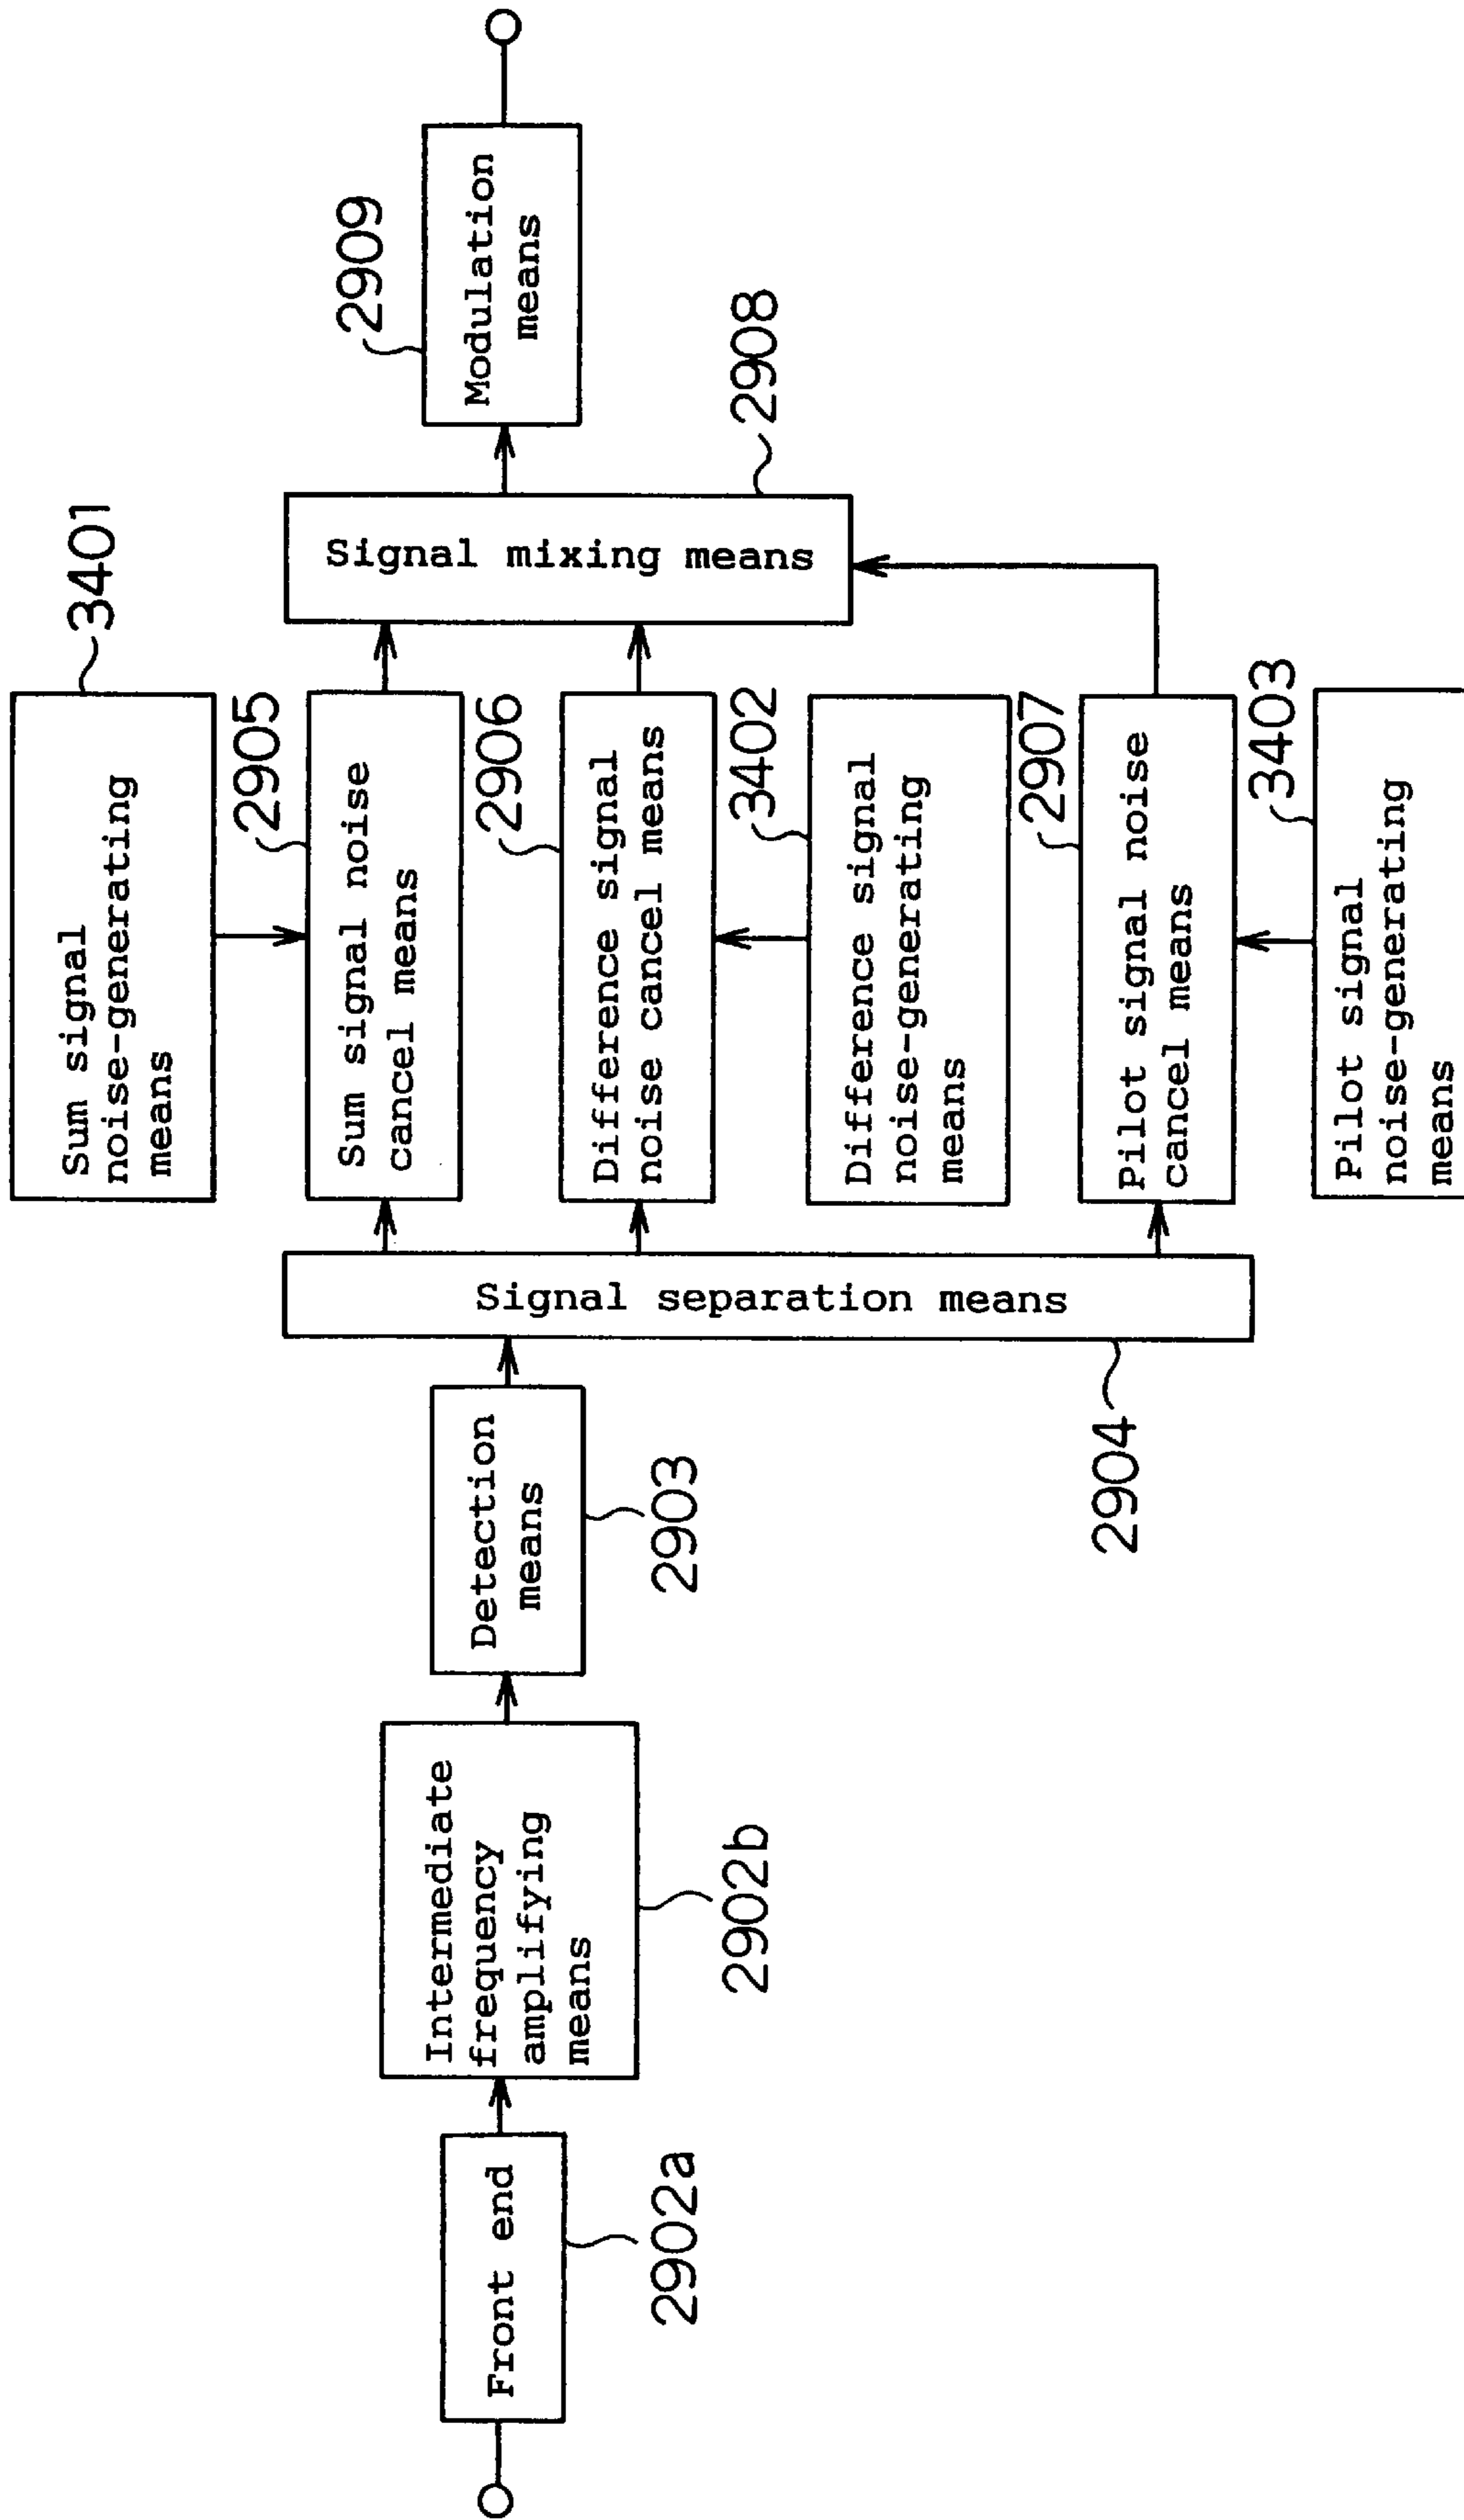 Front end
2902a
Intermediate
frequency
amplifying
means
2902b
Detection
means
2903
Signal separation means
2904
Sum signal
noise-generating
means
3401
2905
Sum signal noise
cancel means
2906
Difference signal
noise cancel means
3402
Difference signal
noise-generating
means
2907
Pilot signal noise
cancel means
3403
Pilot signal
noise-generating
means
Signal mixing means
2908
2909
Modulation
means